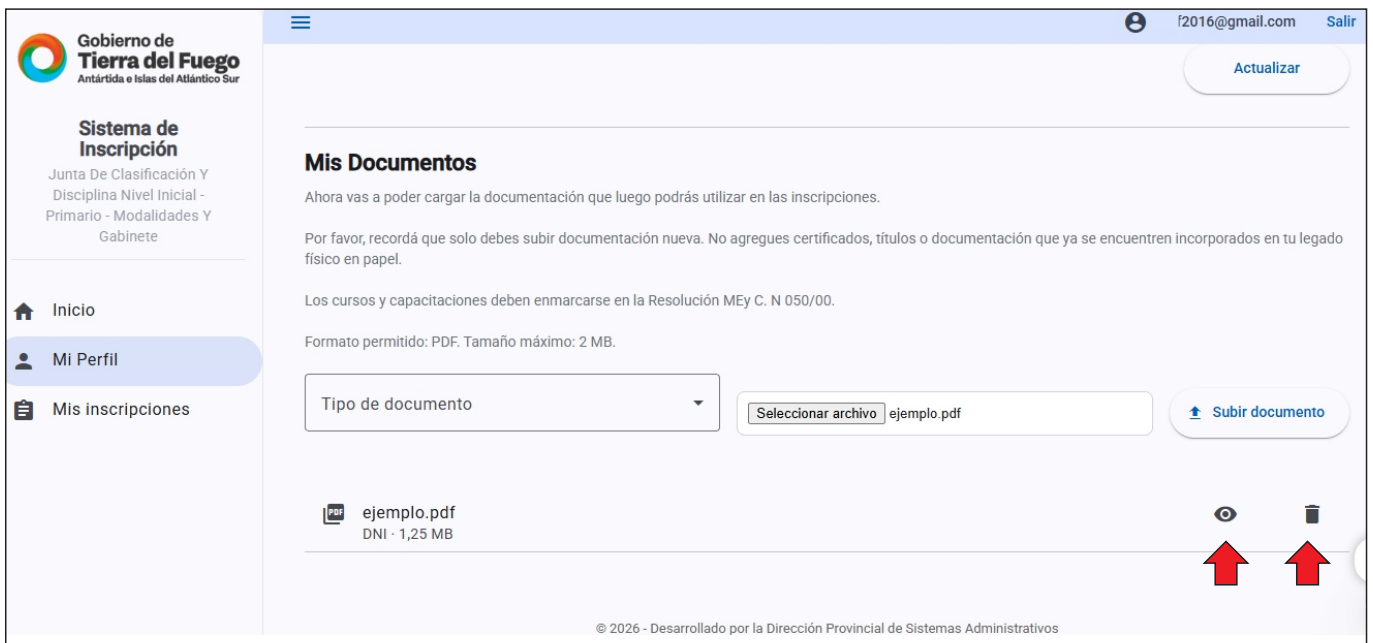 Gobierno de
Tierra del Fuego
Antártida e Islas del Atlántico Sur
Sistema de
Inscripción
Junta De Clasificación Y
Disciplina Nivel Inicial -
Primario - Modalidades Y
Gabinete
Inicio
Mi Perfil
Mis inscripciones
f2016@gmail.com Salir
Actualizar
Mis Documentos
Ahora vas a poder cargar la documentación que luego podrás utilizar en las inscripciones.
Por favor, recordá que solo debes subir documentación nueva. No agregues certificados, títulos o documentación que ya se encuentren incorporados en tu legado
físico en papel.
Los cursos y capacitaciones deben enmarcarse en la Resolución MEy C. N 050/00.
Formato permitido: PDF. Tamaño máximo: 2 MB.
Tipo de documento
Seleccionar archivo ejemplo.pdf
Subir documento
PDF
ejemplo.pdf
DNI · 1,25 MB
© 2026 - Desarrollado por la Dirección Provincial de Sistemas Administrativos